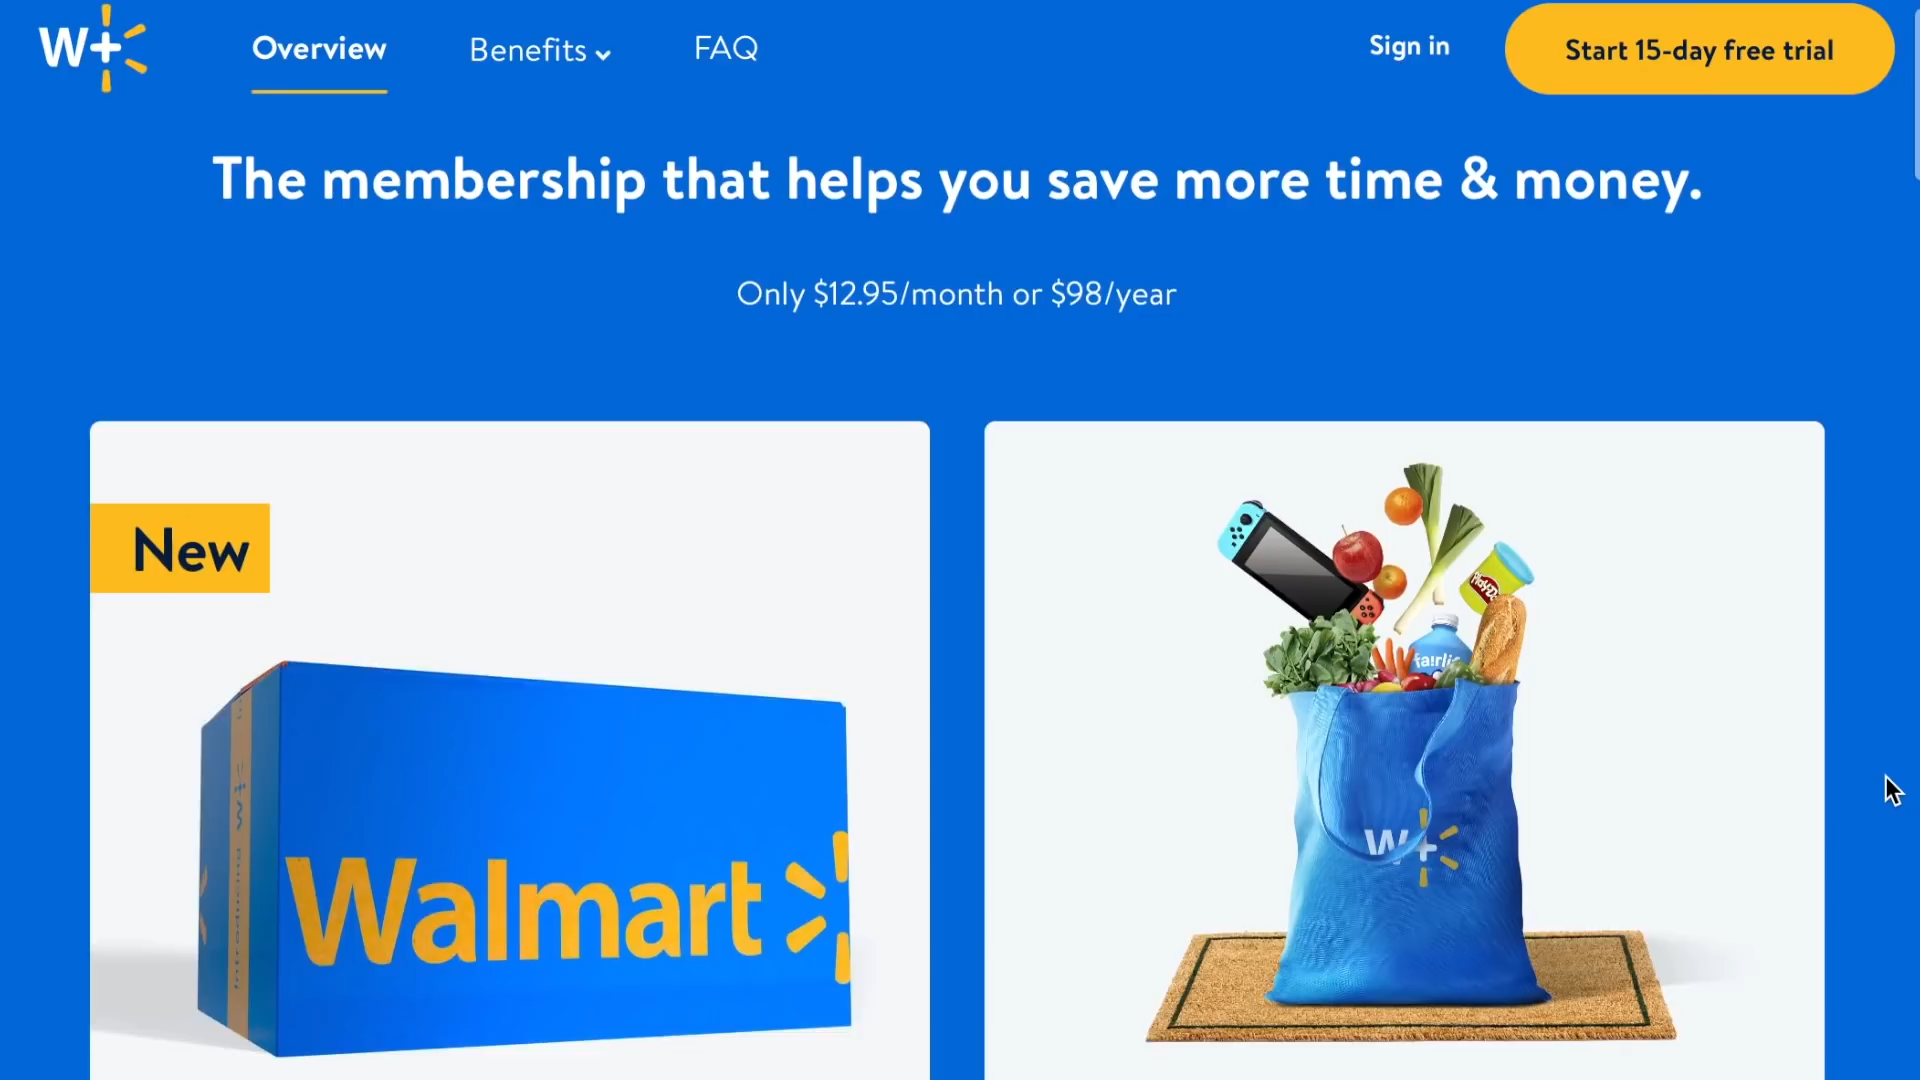 W+
Overview
Benefits
FAQ
Sign in
Start 15-day free trial
The membership that helps you save more time & money.
Only $12.95/month or $98/year
New
Walmart
W+